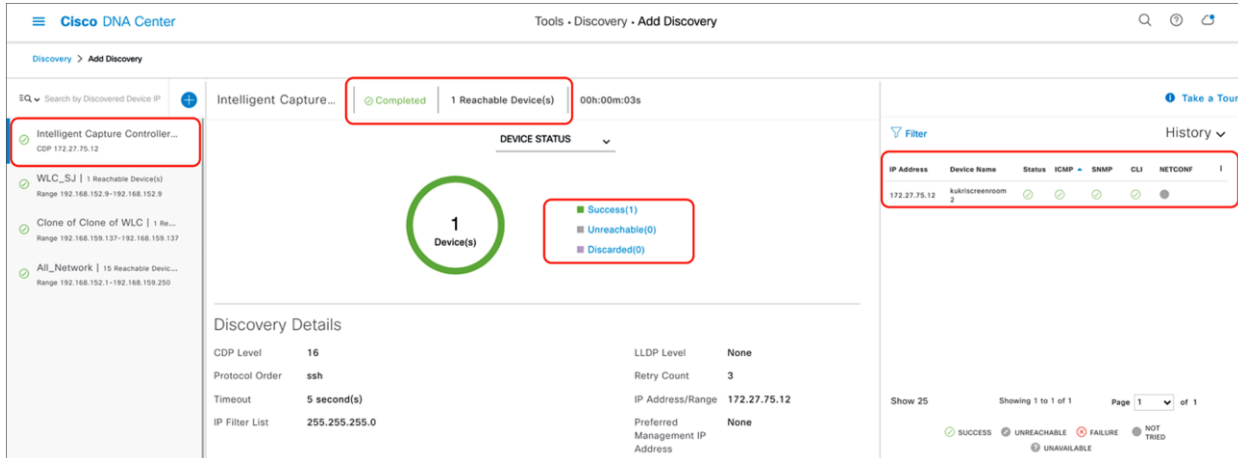 Cisco DNA Center
Tools • Discovery • Add Discovery
Discovery > Add Discovery
Search by Discovered Device IP
Intelligent Capture Controller...
CDP 172.27.75.12
WLC_SJ | 1 Reachable Device(s)
Range 192.168.152.9-192.168.152.9
Clone of Clone of WLC | 1 Re...
Range 192.168.159.137-192.168.159.137
All_Network | 15 Reachable Devic...
Range 192.168.152.1-192.168.159.250
Intelligent Capture...
Completed
1 Reachable Device(s)
00h:00m:03s
DEVICE STATUS
1
Device(s)
Success(1)
Unreachable(0)
Discarded(0)
Discovery Details
CDP Level 16
Protocol Order ssh
Timeout 5 second(s)
IP Filter List 255.255.255.0
LLDP Level None
Retry Count 3
IP Address/Range 172.27.75.12
Preferred None
Management IP
Address
Take a Tour
Filter
History
IP Address Device Name Status ICMP SNMP CLI NETCONF
172.27.75.12 kukriscreenroom
2
Show 25 Showing 1 to 1 of 1 Page 1 of 1
SUCCESS UNREACHABLE FAILURE NOT
TRIED
UNAVAILABLE